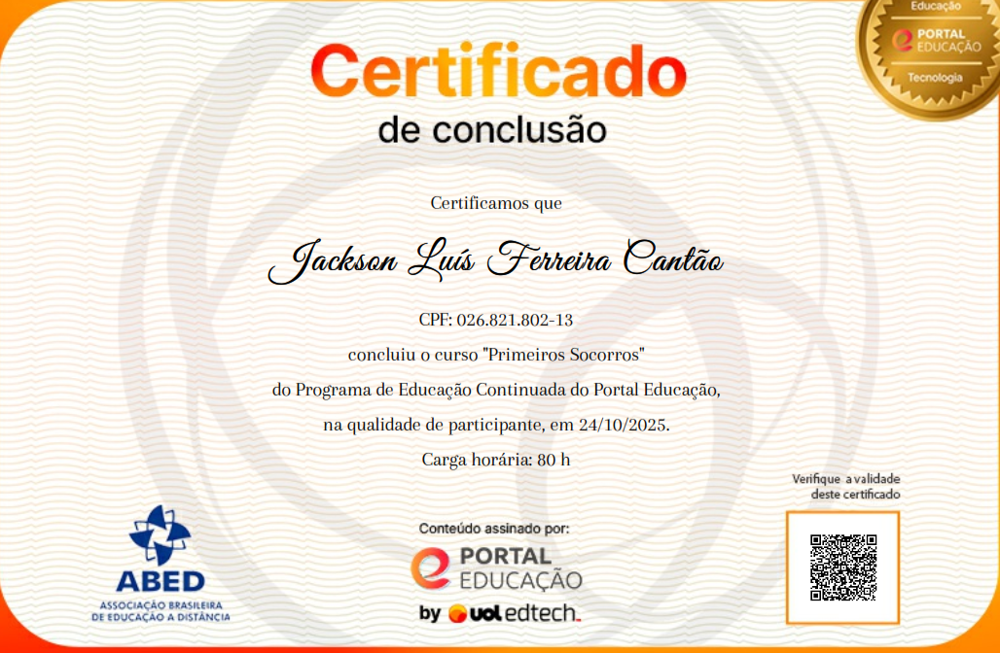 Educação
PORTAL
EDUCAÇÃO
Tecnologia
Certificado
de conclusão
Certificamos que
Jackson Luís Ferreira Cantão
CPF: 026.821.802-13
concluiu o curso "Primeiros Socorros"
do Programa de Educação Continuada do Portal Educação,
na qualidade de participante, em 24/10/2025.
Carga horária: 80 h
Verifique a validade
deste certificado
ABED
ASSOCIAÇÃO BRASILEIRA
DE EDUCAÇÃO A DISTÂNCIA
Conteúdo assinado por:
PORTAL
EDUCAÇÃO
by uol edtech_